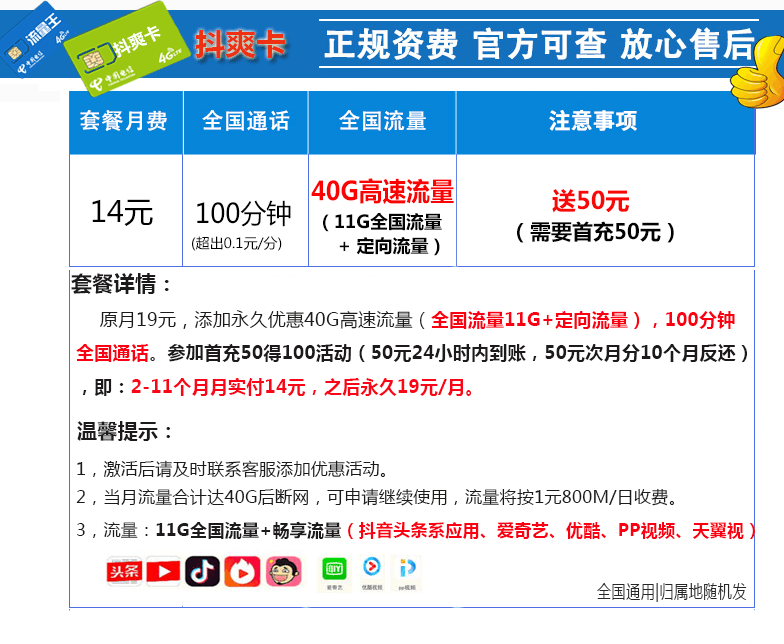 流量王
4G LTE
中国电信
抖爽卡
4G LTE
中国电信
抖爽卡
正规资费 官方可查 放心售后
套餐月费 全国通话 全国流量 注意事项
14元
100分钟
(超出0.1元/分)
40G高速流量
(11G全国流量
+ 定向流量)
送50元
(需要首充50元)
套餐详情：
原月19元，添加永久优惠40G高速流量（全国流量11G+定向流量），100分钟
全国通话。参加首充50得100活动（50元24小时内到账，50元次月分10个月反还）
，即：2-11个月月实付14元，之后永久19元/月。
温馨提示：
1，激活后请及时联系客服添加优惠活动。
2，当月流量合计达40G后断网，可申请继续使用，流量将按1元800M/日收费。
3，流量：11G全国流量+畅享流量（抖音头条系应用、爱奇艺、优酷、PP视频、天翼视）
头条
iQIYI
爱奇艺
优酷视频
pp视频
全国通用|归属地随机发